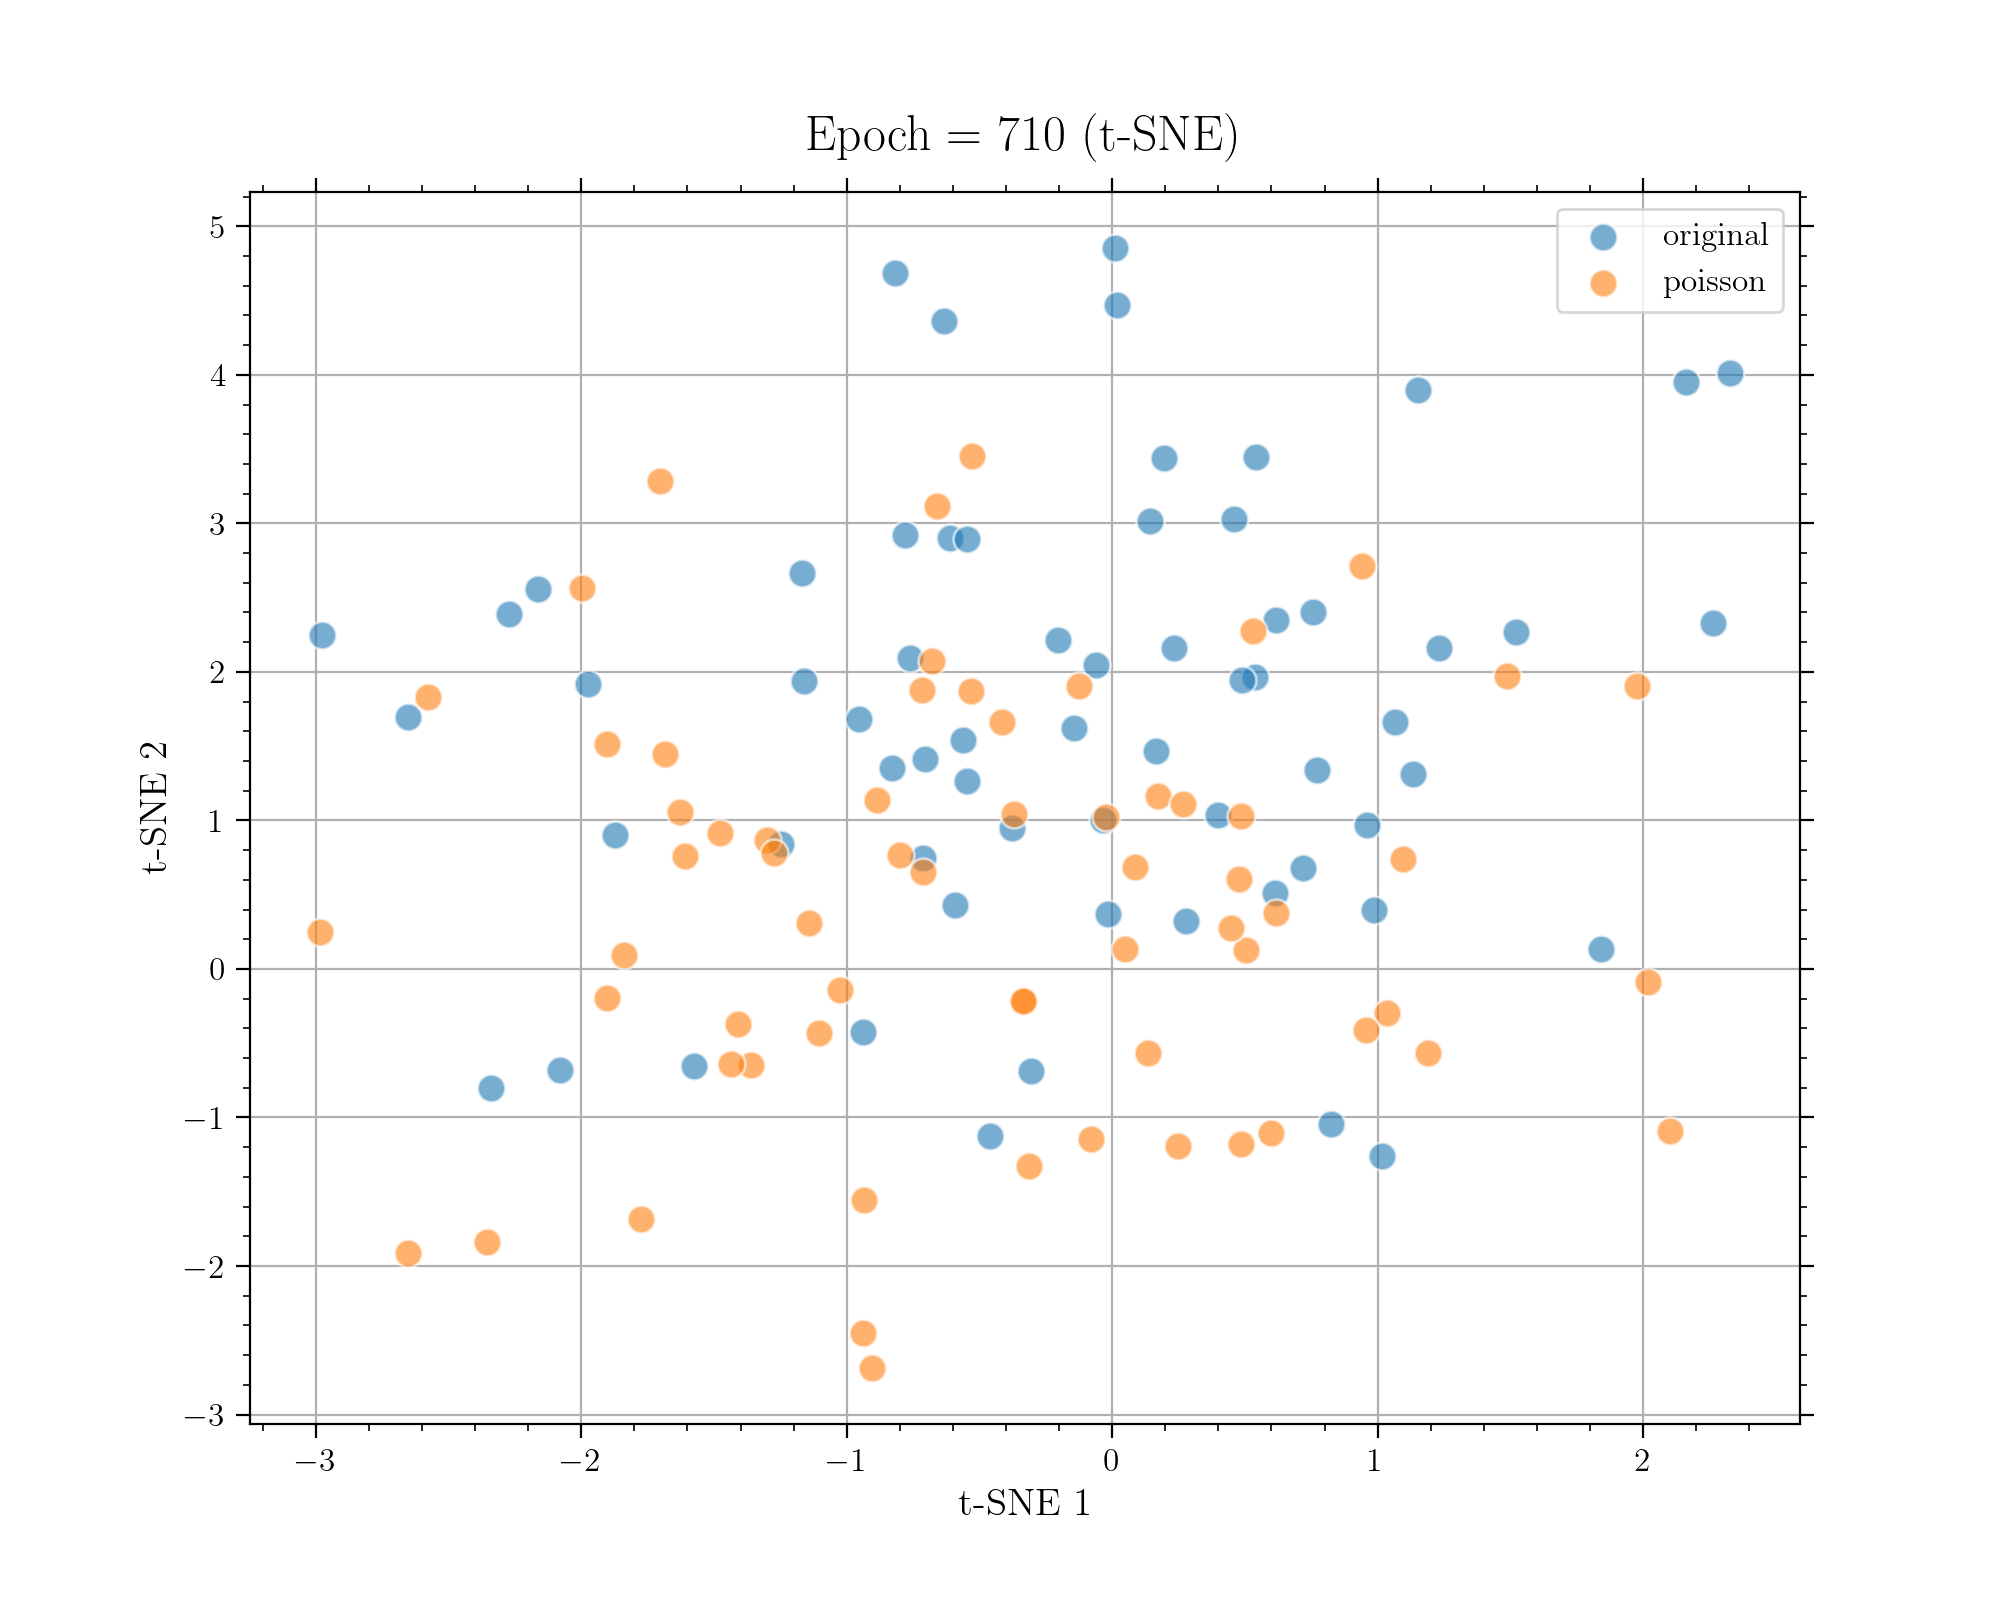 Epoch = 710 (t-SNE)
original
poisson
5
4
3
2
1
0
−1
−2
−3
t-SNE 2
−3 −2 −1 0 1 2
t-SNE 1